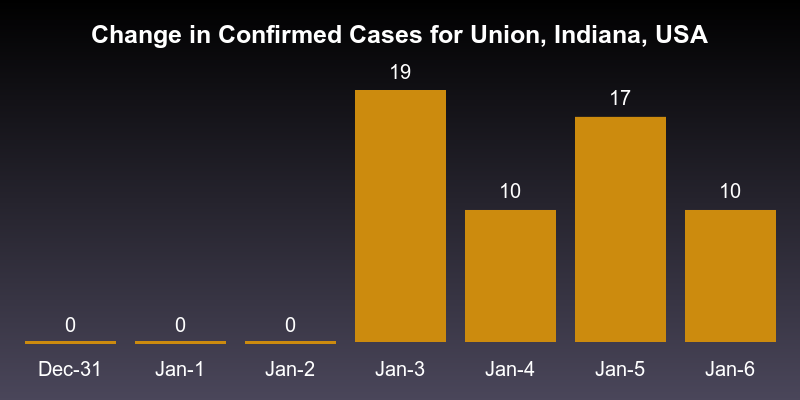 Change in Confirmed Cases for Union, Indiana, USA
19
17
10
10
0
0
0
Dec-31
Jan-1
Jan-2
Jan-3
Jan-4
Jan-5
Jan-6